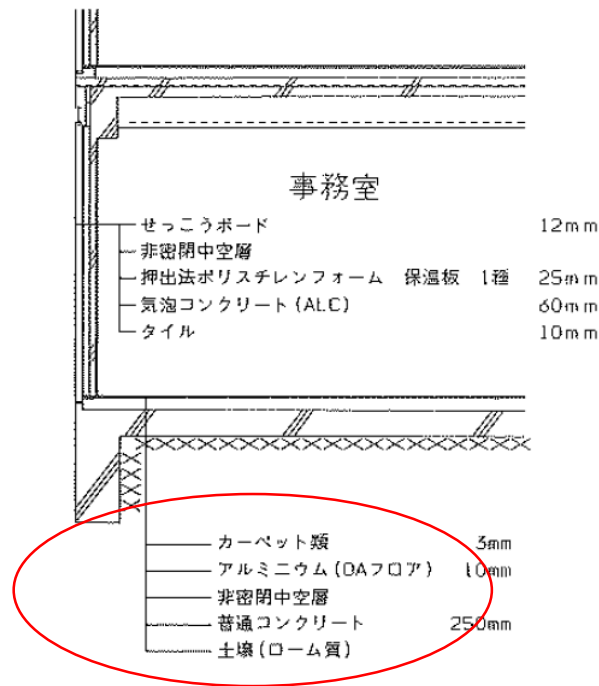 事務室
せっこうボード 12mm
非密閉中空層
押出法ポリスチレンフォーム 保温板 1種 25mm
気泡コンクリート(ALC) 60mm
タイル 10mm
カーペット類 3mm
アルミニウム(OAフロア) 10mm
非密閉中空層
普通コンクリート 250mm
土壌(ローム質)